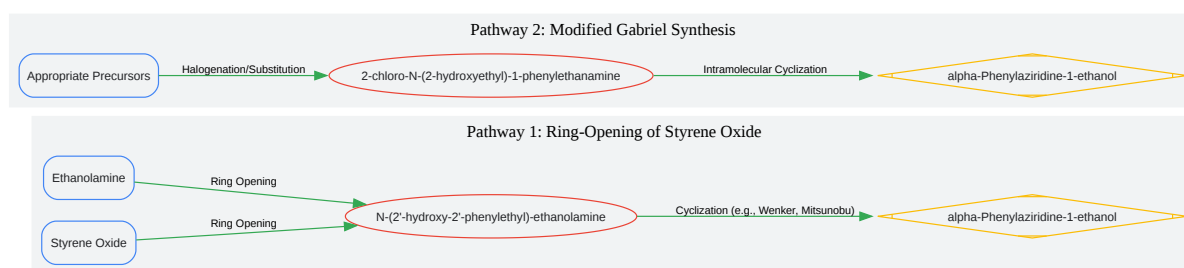 Pathway 2: Modified Gabriel Synthesis
Appropriate Precursors
Halogenation/Substitution
2-chloro-N-(2-hydroxyethyl)-1-phenylethanamine
Intramolecular Cyclization
alpha-Phenylaziridine-1-ethanol
Pathway 1: Ring-Opening of Styrene Oxide
Ethanolamine
Ring Opening
Styrene Oxide
Ring Opening
N-(2'-hydroxy-2'-phenylethyl)-ethanolamine
Cyclization (e.g., Wenker, Mitsunobu)
alpha-Phenylaziridine-1-ethanol